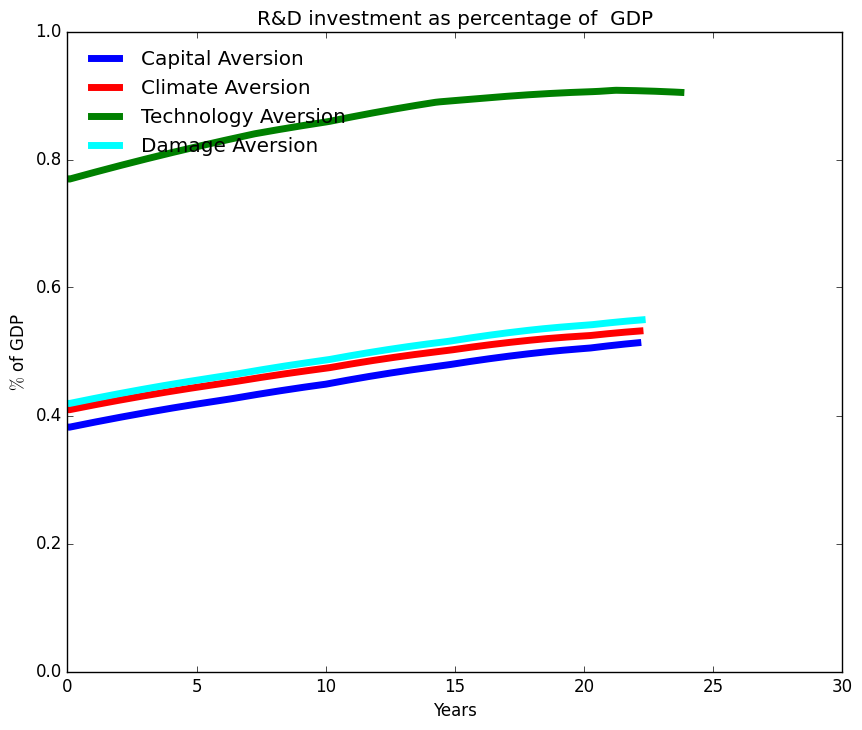 R&D investment as percentage of  GDP
1.0
0.8
0.6
0.4
0.2
0.0
% of GDP
Capital Aversion
Climate Aversion
Technology Aversion
Damage Aversion
0 5 10 15 20 25 30
Years